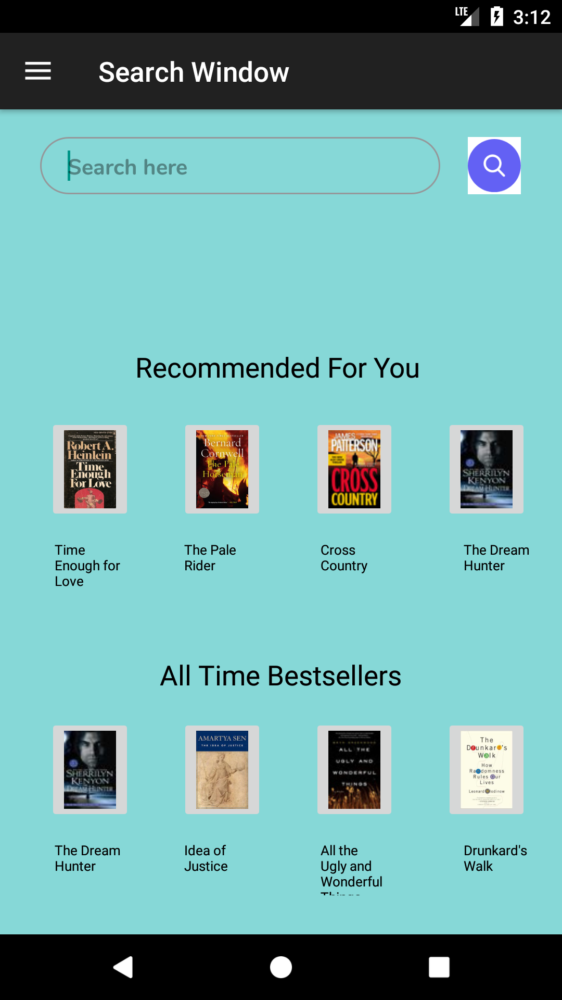 LTE 3:12
Search Window
Search here
Recommended For You
Robert A.
Heinlein
Time
Enough
For Love
Bernard
Cornwell
The Pale
Horseman
JAMES
PATTERSON
CROSS
COUNTRY
SHERRILYN
KENYON
DREAM-HUNTER
Time
Enough for
Love
The Pale
Rider
Cross
Country
The Dream
Hunter
All Time Bestsellers
SHERRILYN
KENYON
DREAM-HUNTER
AMARTYA SEN
THE IDEA OF JUSTICE
ALL THE
UGLY AND
WONDERFUL
THINGS
The
Drunkard's
Walk
How
Randomness
Rules Our
Lives
Leonard Mlodinow
The Dream
Hunter
Idea of
Justice
All the
Ugly and
Wonderful
Things
Drunkard's
Walk